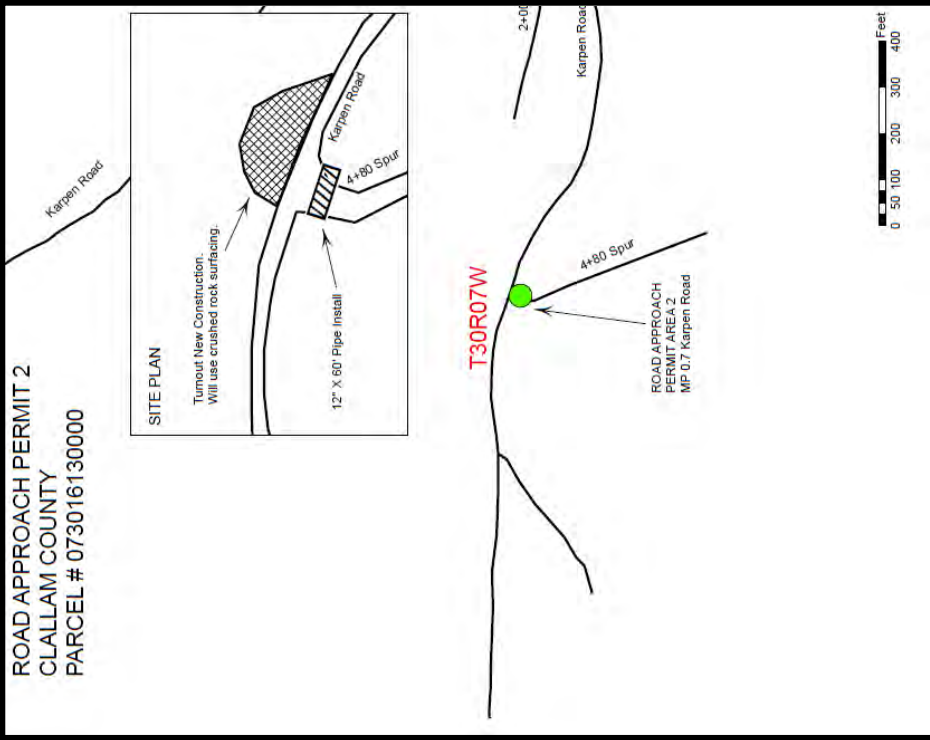 ROAD APPROACH PERMIT 2
CLALLAM COUNTY
PARCEL # 073016130000
Karpen Road
SITE PLAN
Turnout New Construction.
Will use crushed rock surfacing.
Karpen Road
4+80 Spur
12" X 60' Pipe Install
T30R07W
2+00
Karpen Road
4+80 Spur
ROAD APPROACH
PERMIT AREA 2
MP 0.7 Karpen Road
Feet
0 50 100 200 300 400